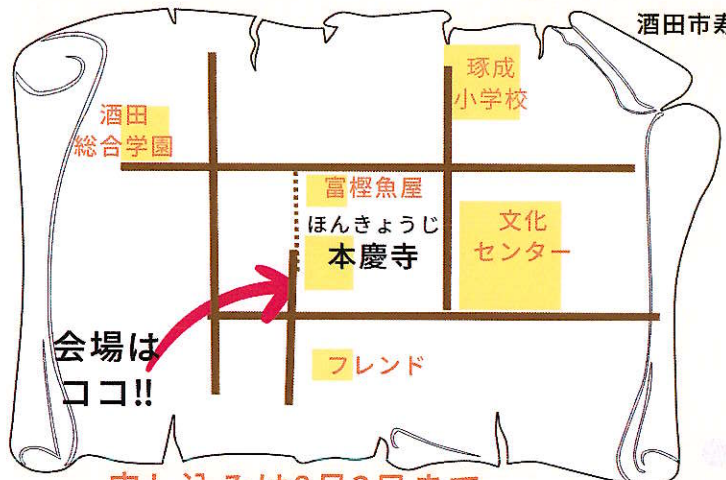 酒田市寿
琢成
小学校
酒田
総合学園
富樫魚屋
ほんきょうじ
本慶寺
文化
センター
会場は
ココ!!
フレンド